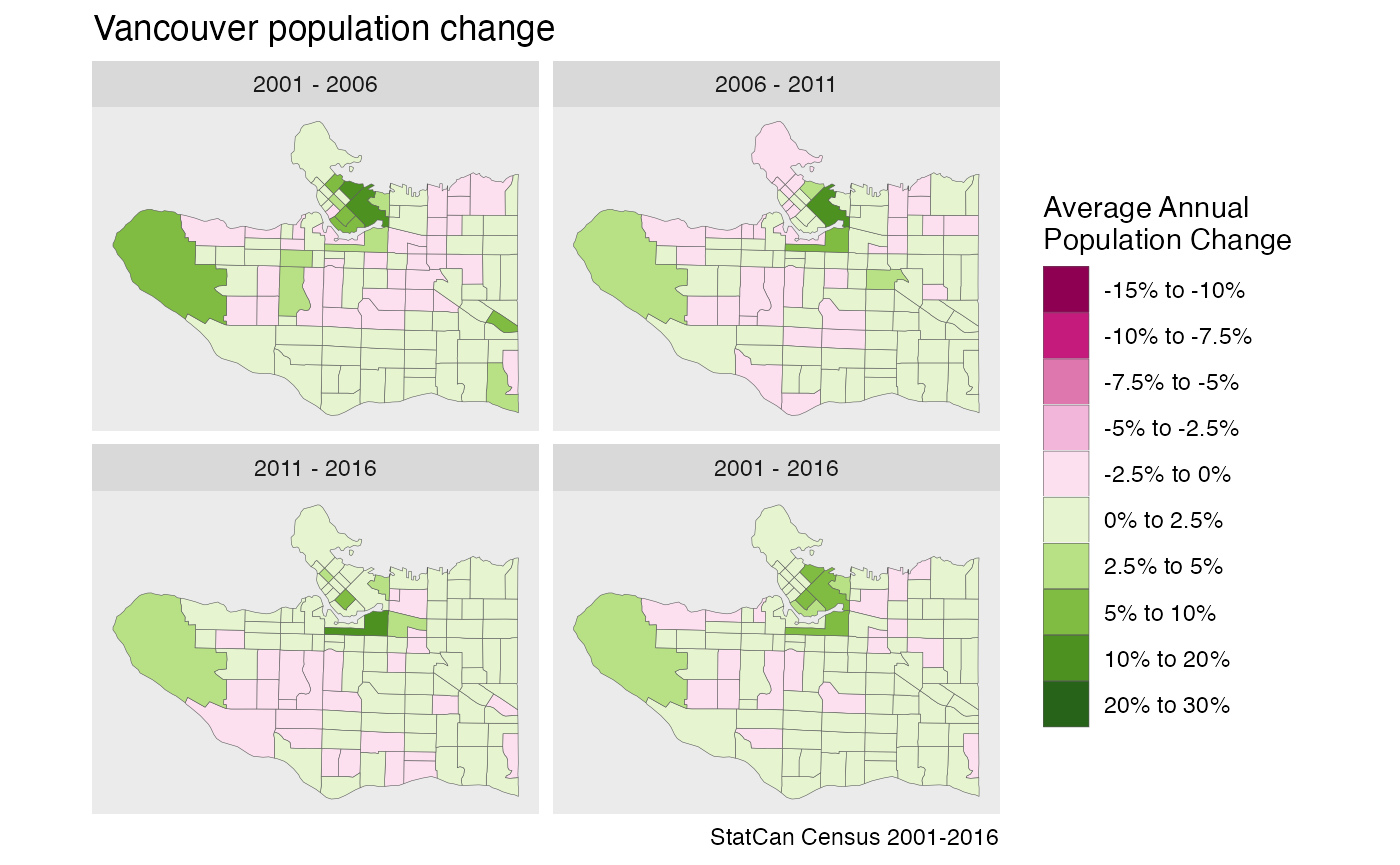 Vancouver population change
2001 - 2006
2006 - 2011
2011 - 2016
2001 - 2016
Average Annual
Population Change
-15% to -10%
-10% to -7.5%
-7.5% to -5%
-5% to -2.5%
-2.5% to 0%
0% to 2.5%
2.5% to 5%
5% to 10%
10% to 20%
20% to 30%
StatCan Census 2001-2016